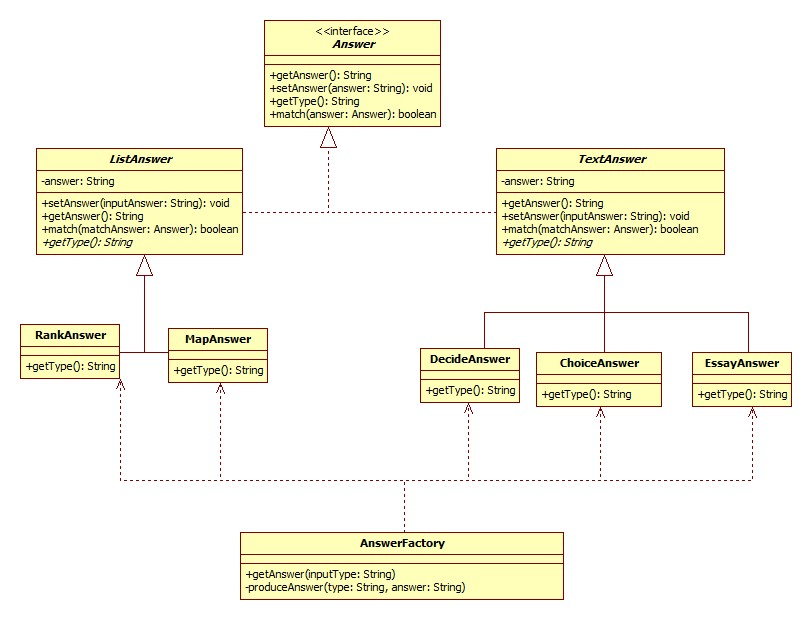 <<interface>>
Answer
+getAnswer(): String
+setAnswer(answer: String): void
+getType(): String
+match(answer: Answer): boolean
ListAnswer
-answer: String
+setAnswer(inputAnswer: String): void
+getAnswer(): String
+match(matchAnswer: Answer): boolean
+getType(): String
TextAnswer
-answer: String
+getAnswer(): String
+setAnswer(inputAnswer: String): void
+match(matchAnswer: Answer): boolean
+getType(): String
RankAnswer
+getType(): String
MapAnswer
+getType(): String
DecideAnswer
+getType(): String
ChoiceAnswer
+getType(): String
EssayAnswer
+getType(): String
AnswerFactory
+getAnswer(inputType: String)
-produceAnswer(type: String, answer: String)